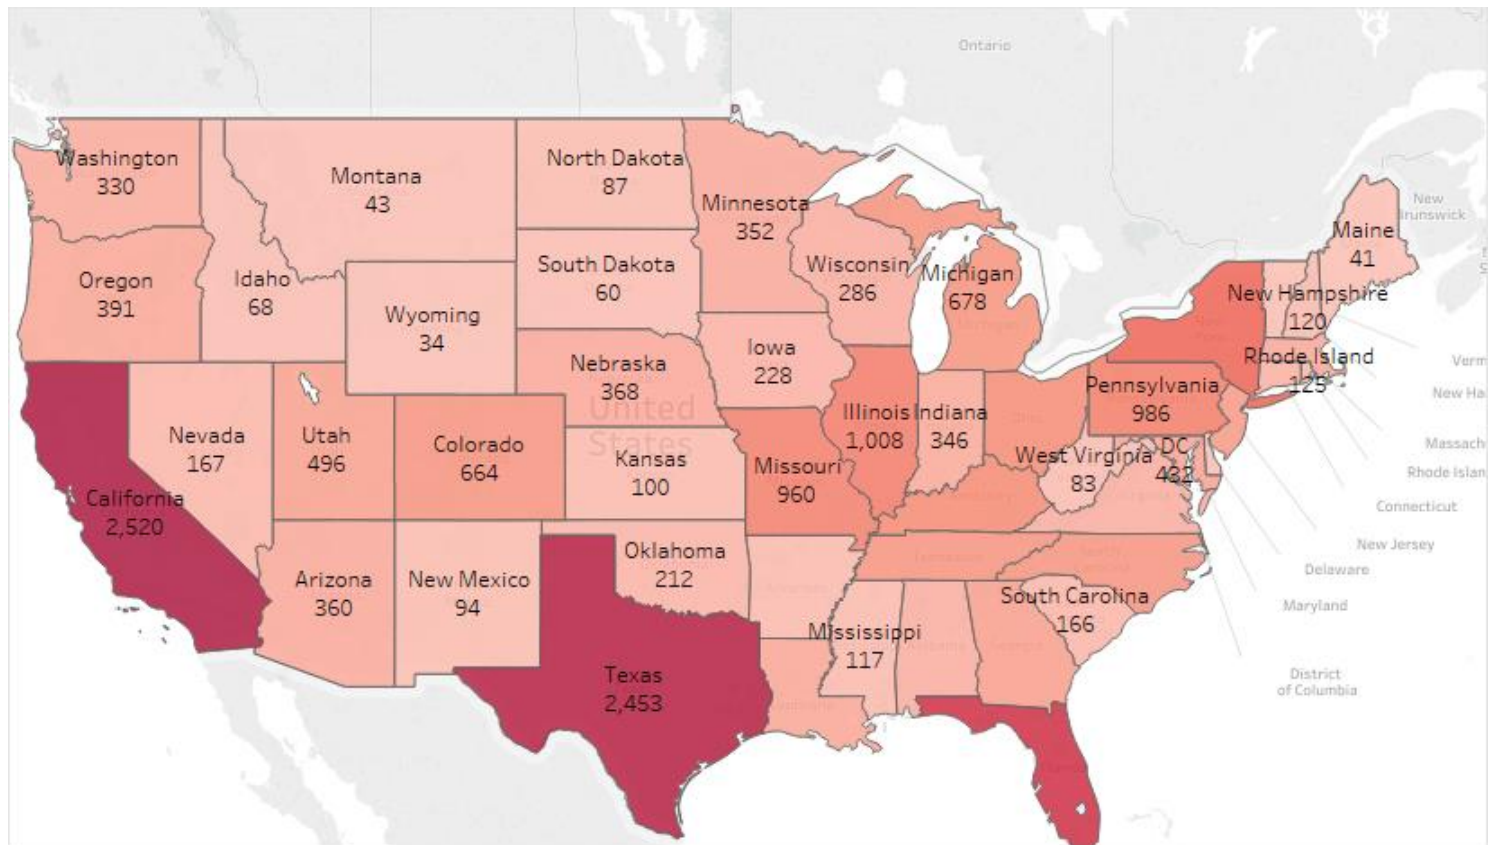 Ontario
Washington
330
Montana
43
North Dakota
87
Minnesota
352
New
Brunswick
Maine
41
Oregon
391
Idaho
68
South Dakota
60
Wisconsin
286
Michigan
678
New Hampshire
120
Wyoming
34
Nebraska
368
Iowa
228
Rhode Island
125
Verm
New Ha
United
States
Pennsylvania
986
Illinois
1,008
Indiana
346
Nevada
167
Utah
496
Colorado
664
Kansas
100
Missouri
960
West Virginia
83
DC
432
Massach
Rhode Islan
Connecticut
California
2,520
New Jersey
Delaware
Maryland
Arizona
360
New Mexico
94
Oklahoma
212
South Carolina
166
Mississippi
117
Texas
2,453
District
of Columbia